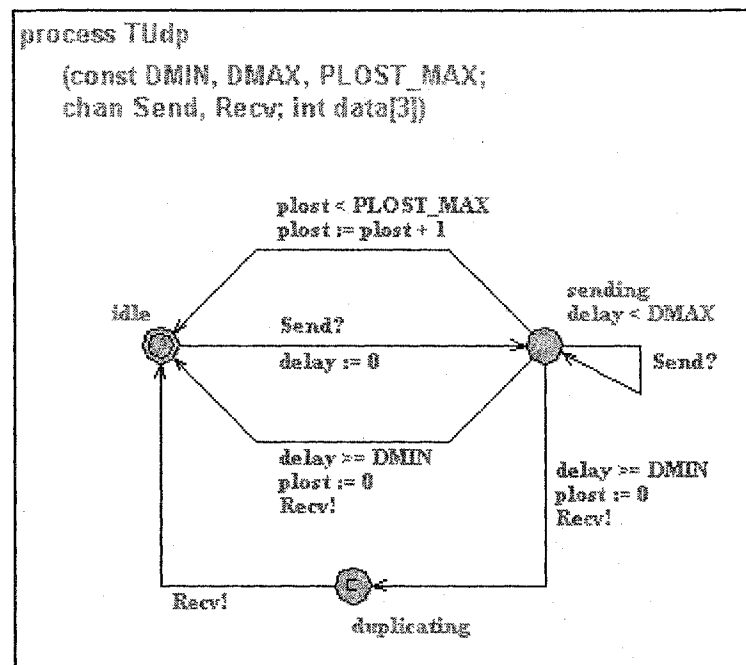 process TUdp
(const DMIN, DMAX, PLOST_MAX;
chan Send, Recv; int data[3])
plost < PLOST_MAX
plost := plost + 1
sending
delay < DMAX
idle
Send?
delay := 0
Send?
delay >= DMIN
plost := 0
Recv!
delay >= DMIN
plost := 0
Recv!
C
Recv!
duplicating